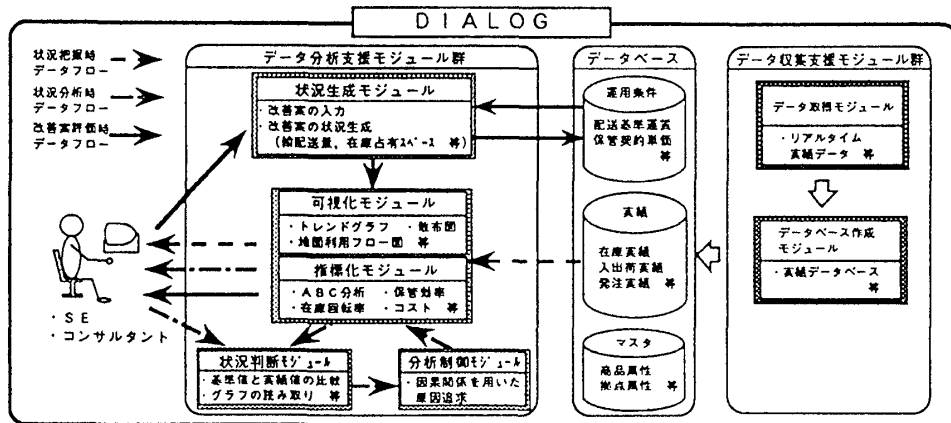 DIALOG
状況把握時
データフロー
状況分析時
データフロー
改善案評価時
データフロー
・SE
・コンサルタント
データ分析支援モジュール群
状況生成モジュール
・改善案の入力
・改善案の状況生成
(輸配送量，在庫占有スペース 等)
可視化モジュール
・トレンドグラフ ・散布図
・地図利用フロー図 等
指標化モジュール
・ABC分析 ・保管効率
・在庫回転率 ・コスト 等
状況判断モジュール
・基準値と実績値の比較
・グラフの読み取り 等
分析制御モジュール
・因果関係を用いた
原因追求
データベース
運用条件
配送基準運賃
保管契約単価
等
実績
在庫実績
入出荷実績
発注実績 等
マスタ
商品属性
拠点属性 等
データ収集支援モジュール群
データ取得モジュール
・リアルタイム
実績データ 等
データベース作成
モジュール
・実績データベース
等